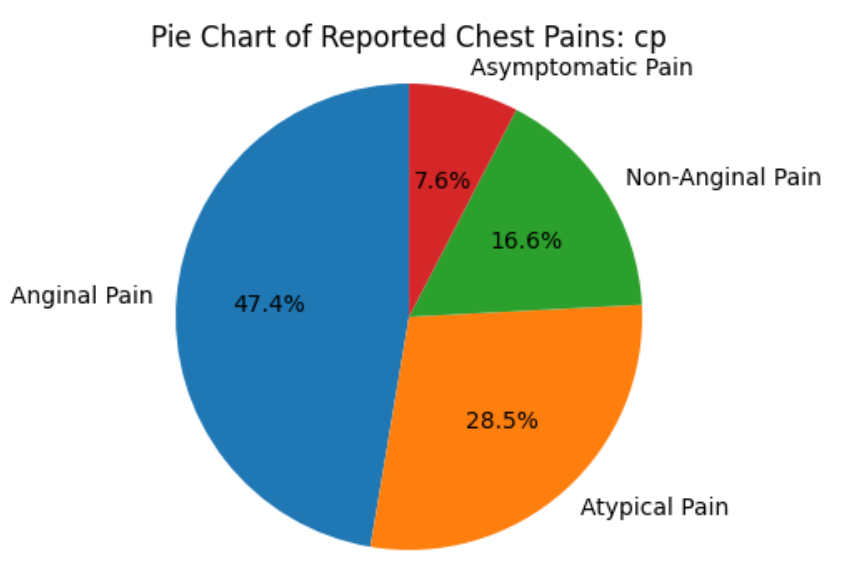 Pie Chart of Reported Chest Pains: cp
Asymptomatic Pain
7.6%
Non-Anginal Pain
16.6%
Anginal Pain
47.4%
28.5%
Atypical Pain